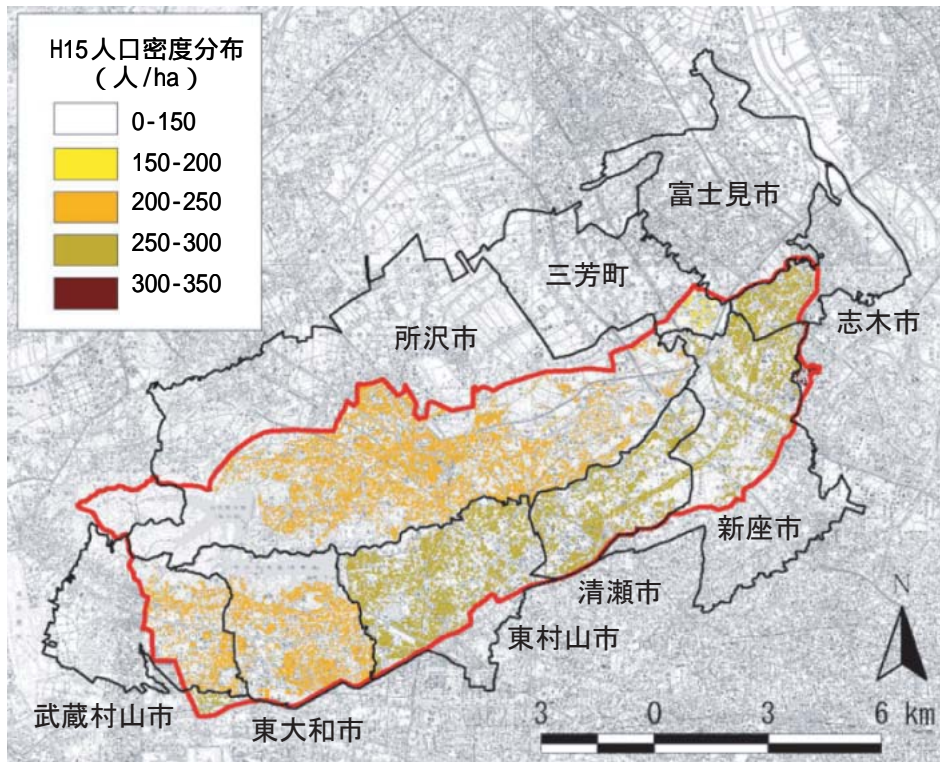 H15人口密度分布
(人/ha)
0-150
150-200
200-250
250-300
300-350
富士見市
三芳町
志木市
所沢市
新座市
清瀬市
東村山市
武蔵村山市
東大和市
N
3 0 3 6 km